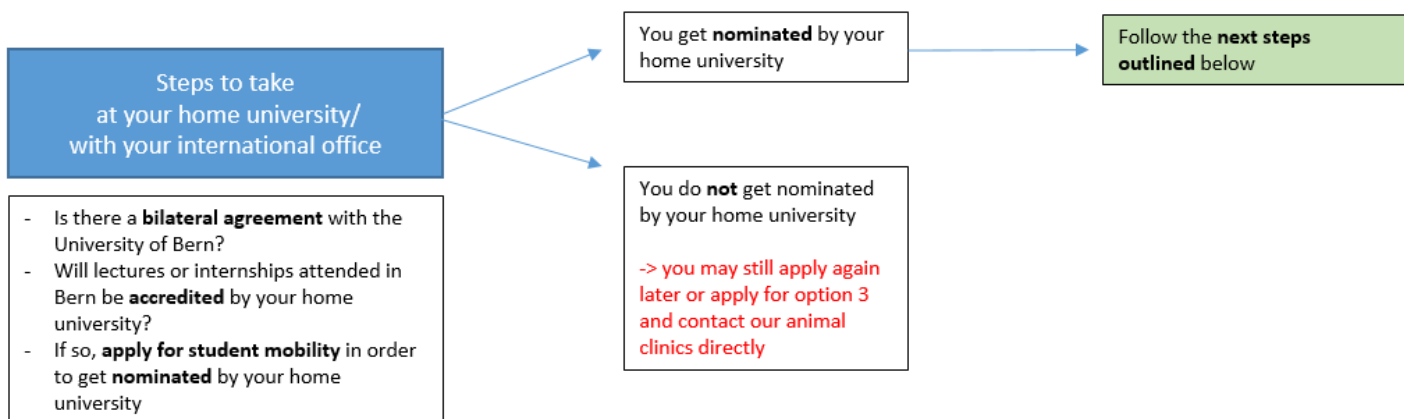 Steps to take
at your home university/
with your international office
- Is there a bilateral agreement with the
University of Bern?
- Will lectures or internships attended in
Bern be accredited by your home
university?
- If so, apply for student mobility in order
to get nominated by your home
university
You get nominated by your
home university
You do not get nominated
by your home university
-> you may still apply again
later or apply for option 3
and contact our animal
clinics directly
Follow the next steps
outlined below